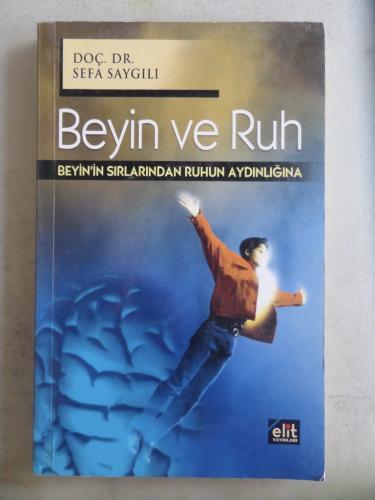 DOÇ. DR.
SEFA SAYGILI
Beyin ve Ruh
BEYİN'İN SIRLARINDAN RUHUN AYDINLIĞINA
elit
YAYINLARI